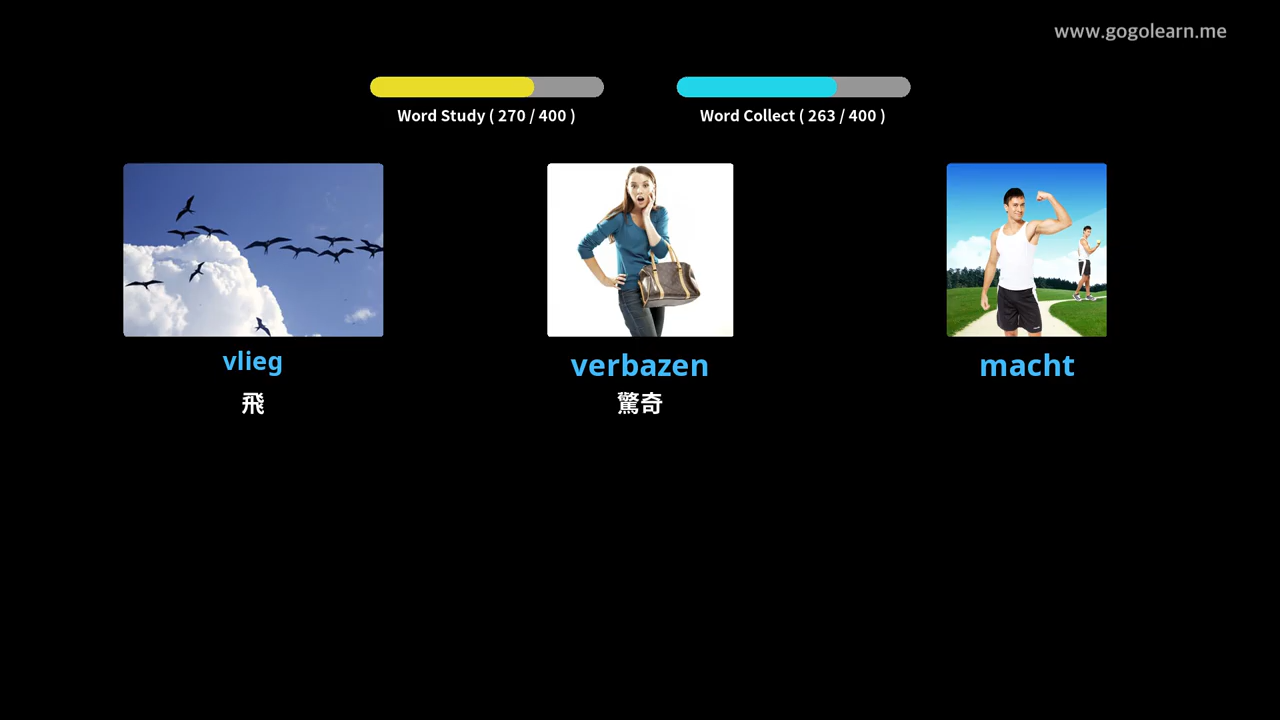 www.gogolearn.me
Word Study ( 270 / 400 )
Word Collect ( 263 / 400 )
vlieg
飛
verbazen
驚奇
macht